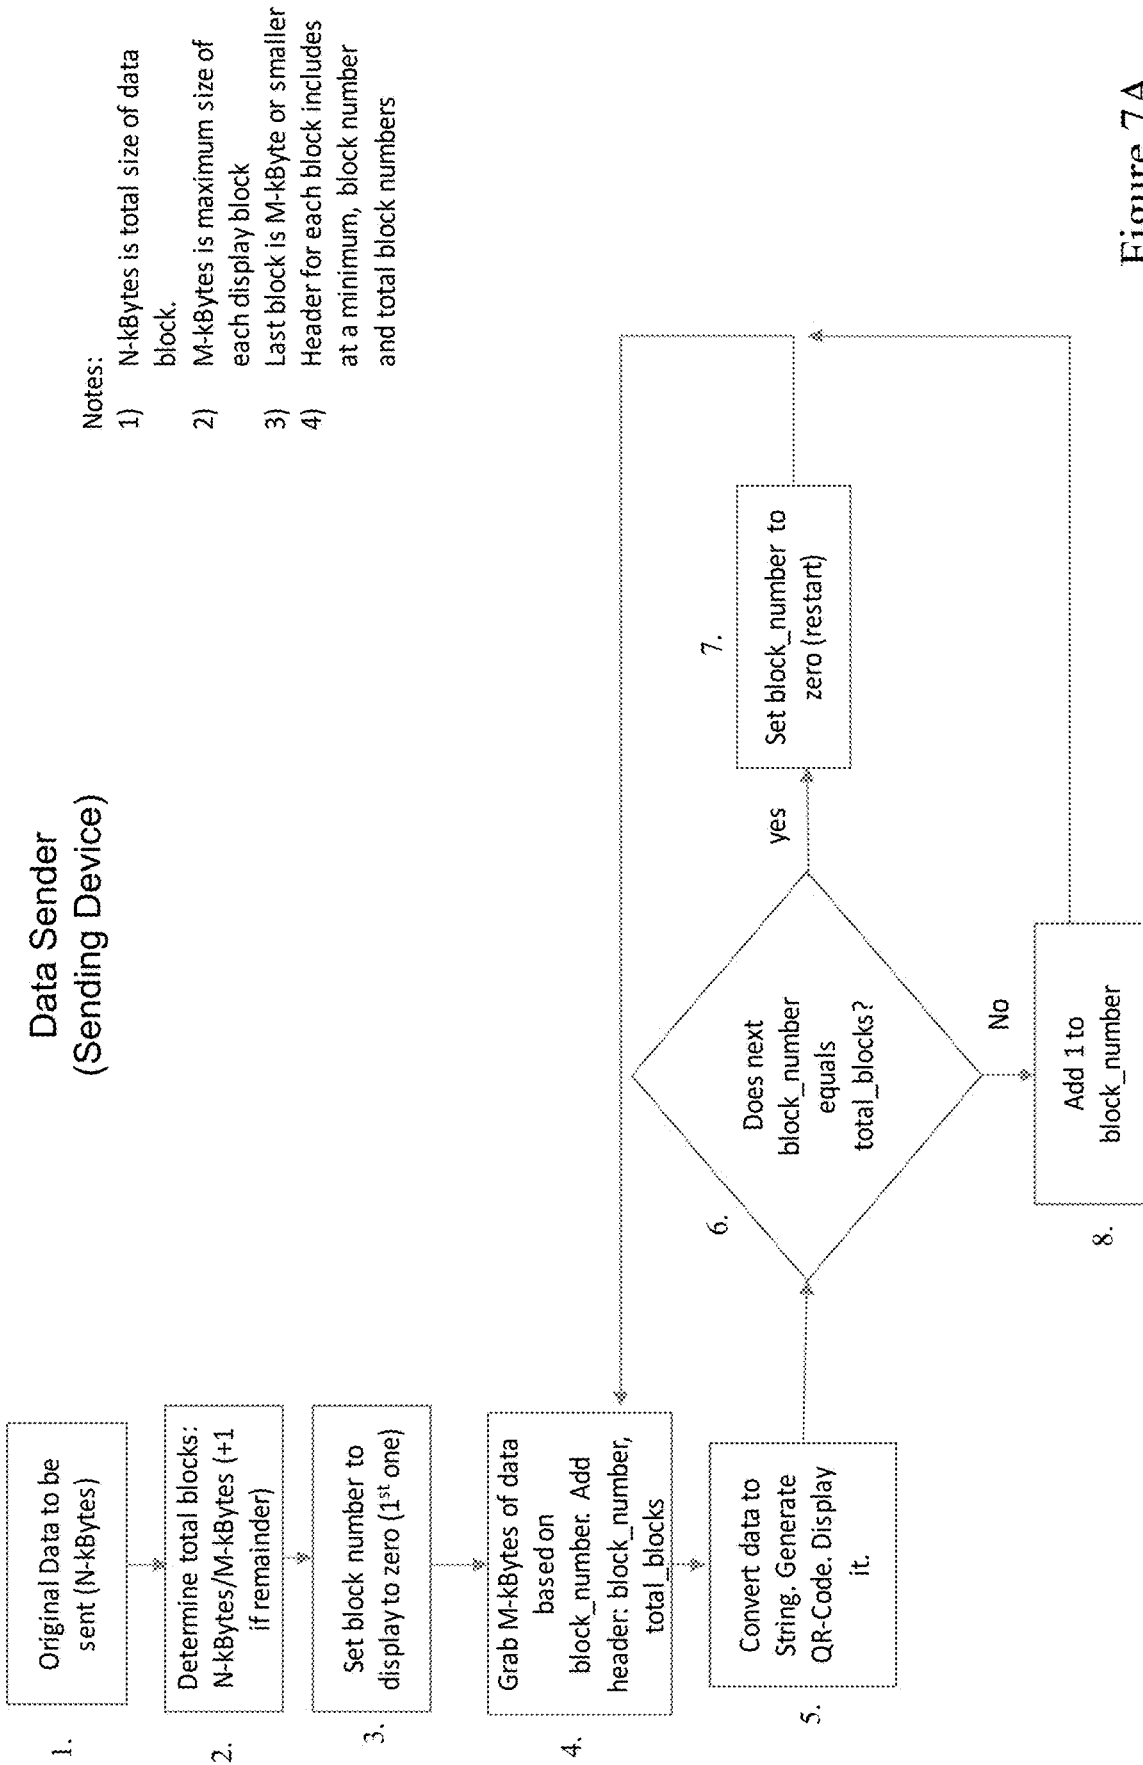 Data Sender
(Sending Device)
Notes:
1) N-kBytes is total size of data
block.
2) M-kBytes is maximum size of
each display block
3) Last block is M-kByte or smaller
4) Header for each block includes
at a minimum, block number
and total block numbers
1.
Original Data to be
sent (N-kBytes)
2.
Determine total blocks:
N-kBytes/M-kBytes (+1
if remainder)
3.
Set block number to
display to zero (1st one)
4.
Grab M-kBytes of data
based on
block_number. Add
header: block_number,
total_blocks
5.
Convert data to
String. Generate
QR-Code. Display
it.
6.
Does next
block_number
equals
total_blocks?
yes
7.
Set block_number to
zero (restart)
No
8.
Add 1 to
block_number
Figure 7A